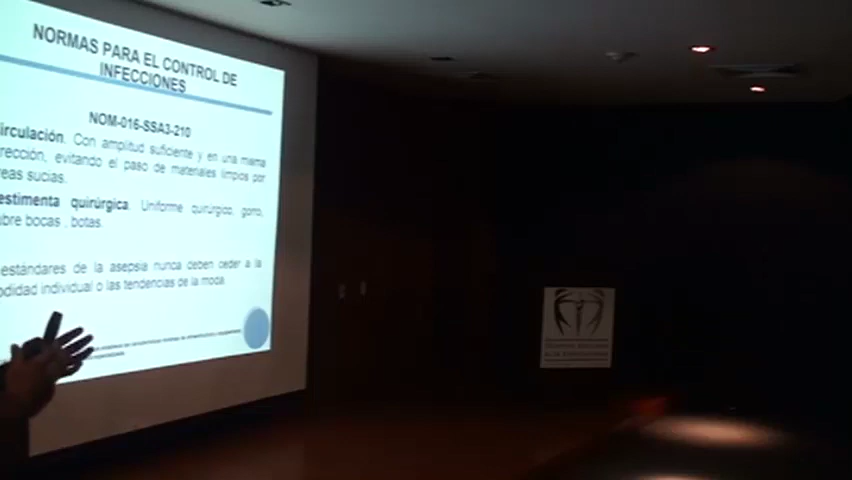 NORMAS PARA EL CONTROL DE
INFECCIONES
NOM-016-SSA3-210
irculación. Con amplitud suficiente y en una misma
rección, evitando el paso de materiales limpios por
reas sucias.
estimenta quirúrgica. Uniforme quirúrgico, gorro,
ubre bocas , botas.
estándares de la asepsia nunca deben ceder a la
odidad individual o las tendencias de la moda.